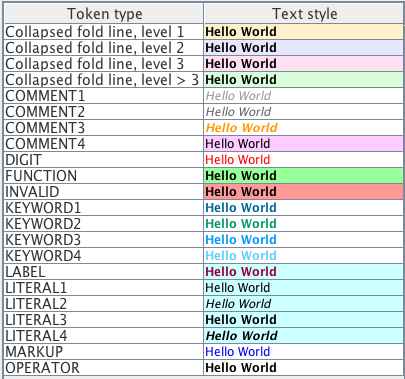 Token type Text style
Collapsed fold line, level 1 Hello World
Collapsed fold line, level 2 Hello World
Collapsed fold line, level 3 Hello World
Collapsed fold line, level > 3 Hello World
COMMENT1 Hello World
COMMENT2 Hello World
COMMENT3 Hello World
COMMENT4 Hello World
DIGIT Hello World
FUNCTION Hello World
INVALID Hello World
KEYWORD1 Hello World
KEYWORD2 Hello World
KEYWORD3 Hello World
KEYWORD4 Hello World
LABEL Hello World
LITERAL1 Hello World
LITERAL2 Hello World
LITERAL3 Hello World
LITERAL4 Hello World
MARKUP Hello World
OPERATOR Hello World